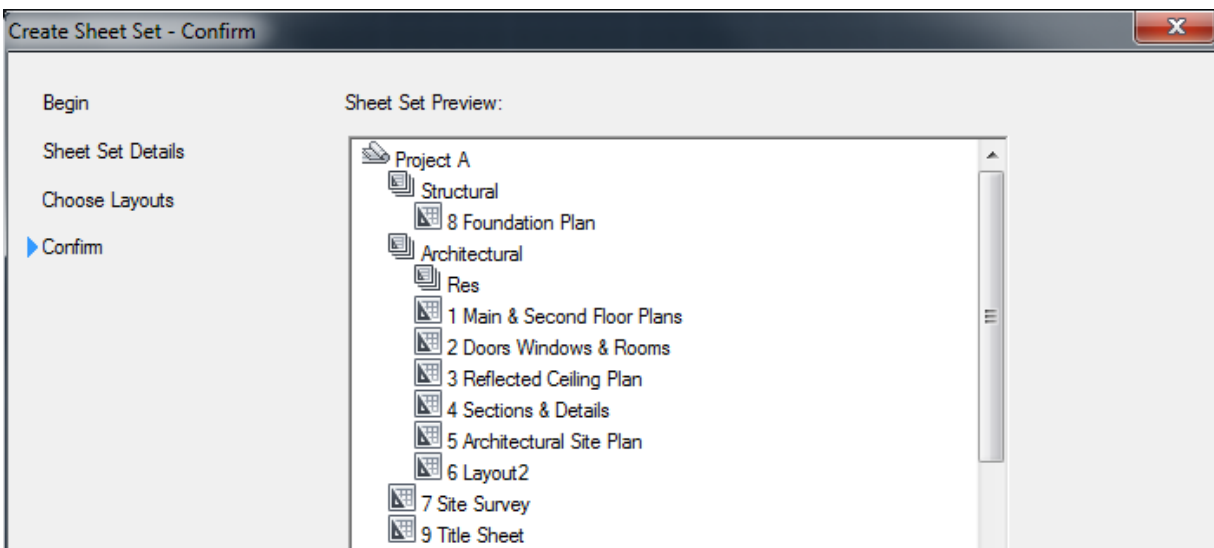 Create Sheet Set - Confirm
Begin
Sheet Set Details
Choose Layouts
Confirm
Sheet Set Preview:
Project A
Structural
8 Foundation Plan
Architectural
Res
1 Main & Second Floor Plans
2 Doors Windows & Rooms
3 Reflected Ceiling Plan
4 Sections & Details
5 Architectural Site Plan
6 Layout2
7 Site Survey
9 Title Sheet